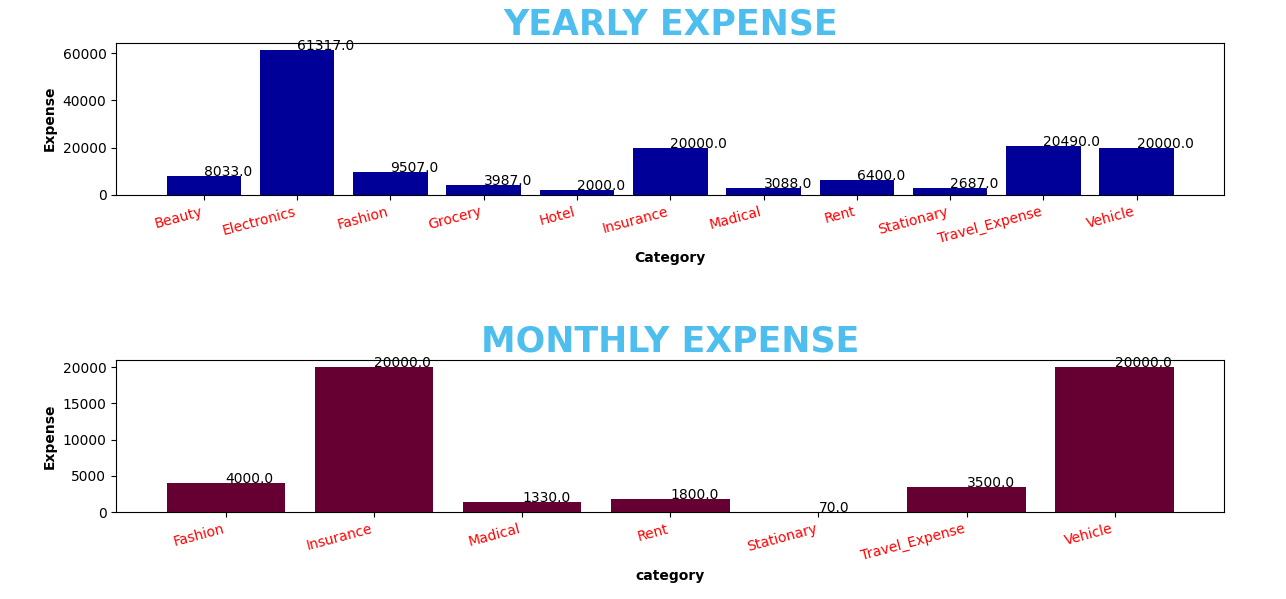 YEARLY EXPENSE
60000
40000
20000
0
Expense
61317.0
8033.0
9507.0
3987.0
2000.0
20000.0
3088.0
6400.0
2687.0
20490.0
20000.0
Beauty
Electronics
Fashion
Grocery
Hotel
Insurance
Madical
Rent
Stationary
Travel_Expense
Vehicle
Category
MONTHLY EXPENSE
20000
15000
10000
5000
0
Expense
4000.0
20000.0
1330.0
1800.0
70.0
3500.0
20000.0
Fashion
Insurance
Madical
Rent
Stationary
Travel_Expense
Vehicle
category